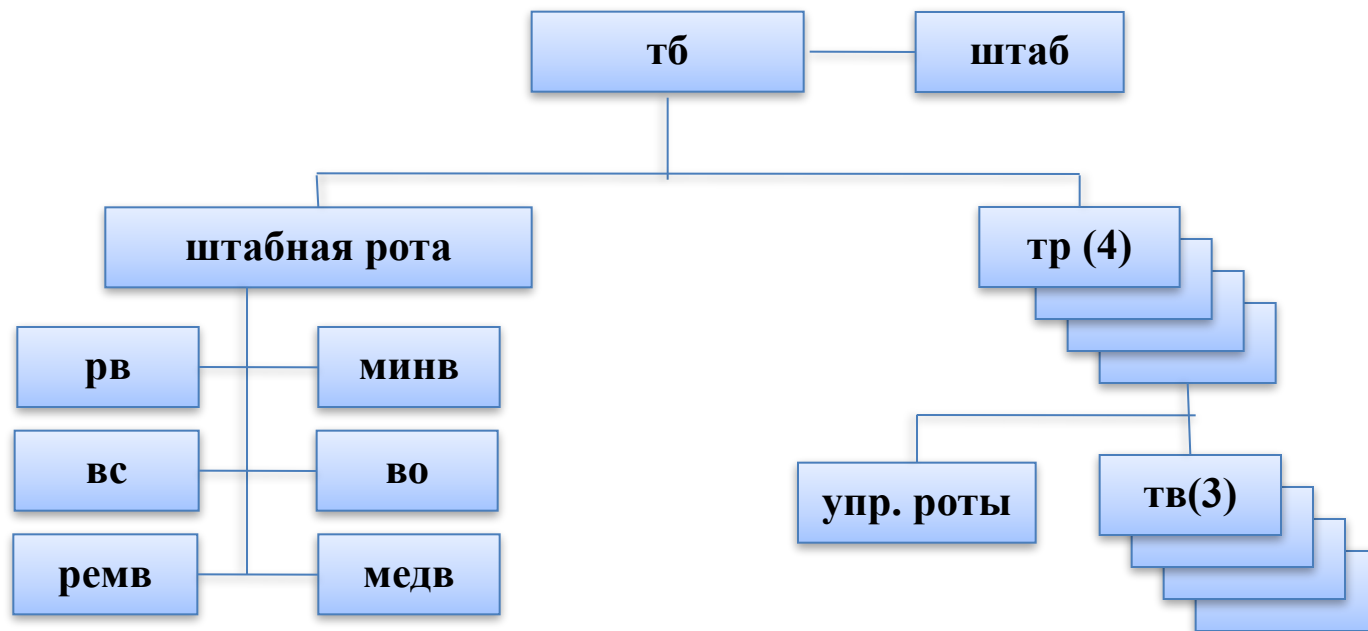 тб
штаб
штабная рота
тр (4)
рв
минв
вс
во
упр. роты
тв(3)
ремв
медв